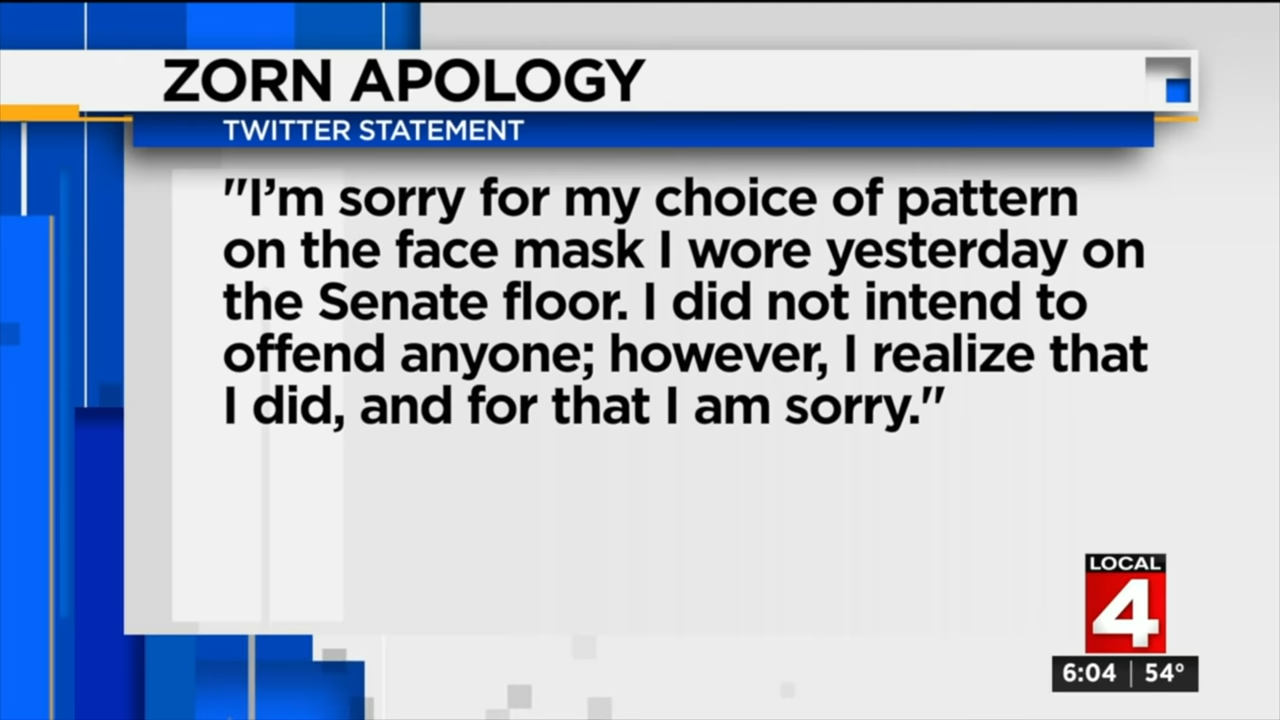 ZORN APOLOGY
TWITTER STATEMENT
"I’m sorry for my choice of pattern
on the face mask I wore yesterday on
the Senate floor. I did not intend to
offend anyone; however, I realize that
I did, and for that I am sorry."
LOCAL
4
6:04 | 54°